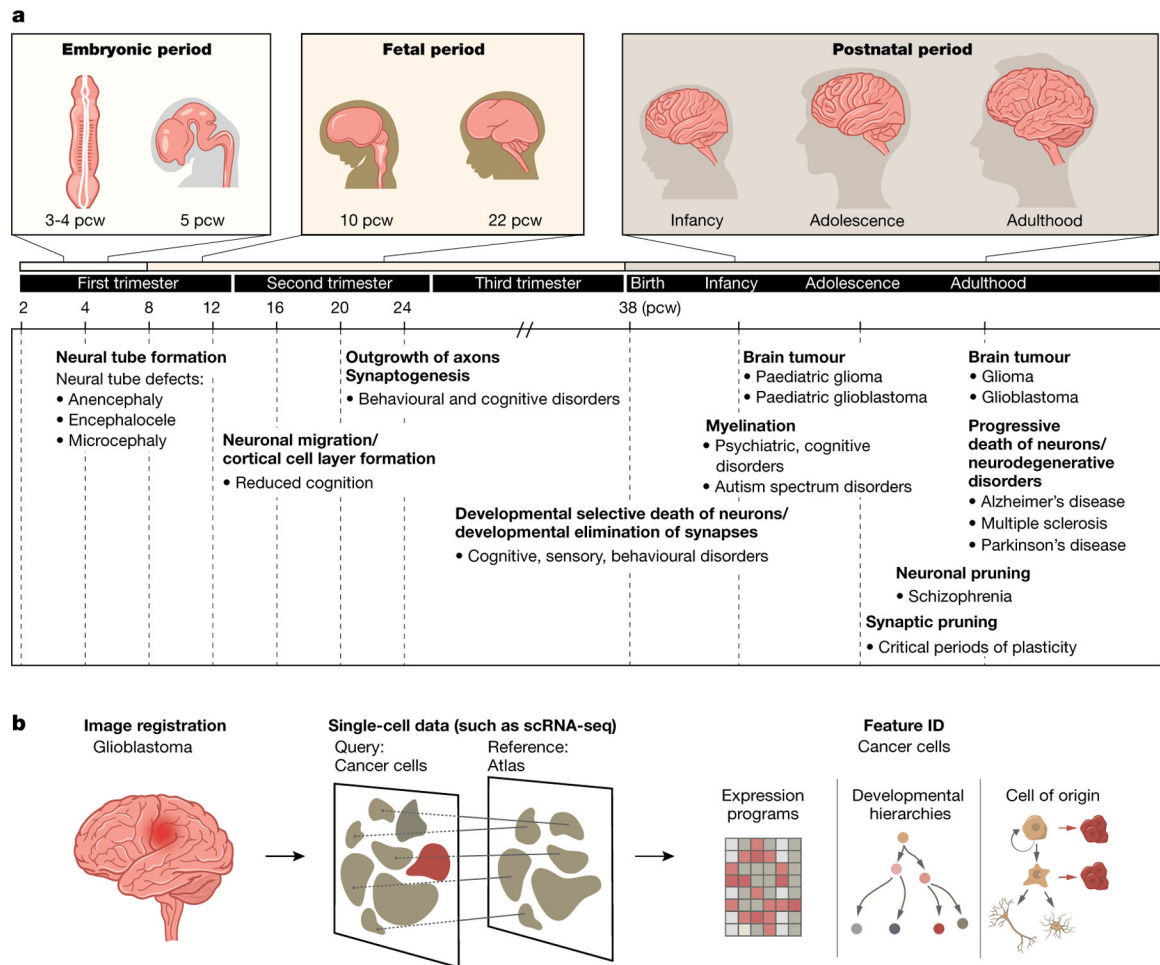 a
Embryonic period
3-4 pcw
5 pcw
Fetal period
10 pcw
22 pcw
Postnatal period
Infancy
Adolescence
Adulthood
First trimester
Second trimester
Third trimester
Birth
Infancy
Adolescence
Adulthood
2
4
8
12
16
20
24
38 (pcw)
Neural tube formation
Neural tube defects:
• Anencephaly
• Encephalocele
• Microcephaly
Neuronal migration/
cortical cell layer formation
• Reduced cognition
Outgrowth of axons
Synaptogenesis
• Behavioural and cognitive disorders
Developmental selective death of neurons/
developmental elimination of synapses
• Cognitive, sensory, behavioural disorders
Brain tumour
• Paediatric glioma
• Paediatric glioblastoma
Myelination
• Psychiatric, cognitive
disorders
• Autism spectrum disorders
Brain tumour
• Glioma
• Glioblastoma
Progressive
death of neurons/
neurodegenerative
disorders
• Alzheimer's disease
• Multiple sclerosis
• Parkinson's disease
Neuronal pruning
• Schizophrenia
Synaptic pruning
• Critical periods of plasticity
b
Image registration
Glioblastoma
Single-cell data (such as scRNA-seq)
Query:
Cancer cells
Reference:
Atlas
Feature ID
Cancer cells
Expression
programs
Developmental
hierarchies
Cell of origin